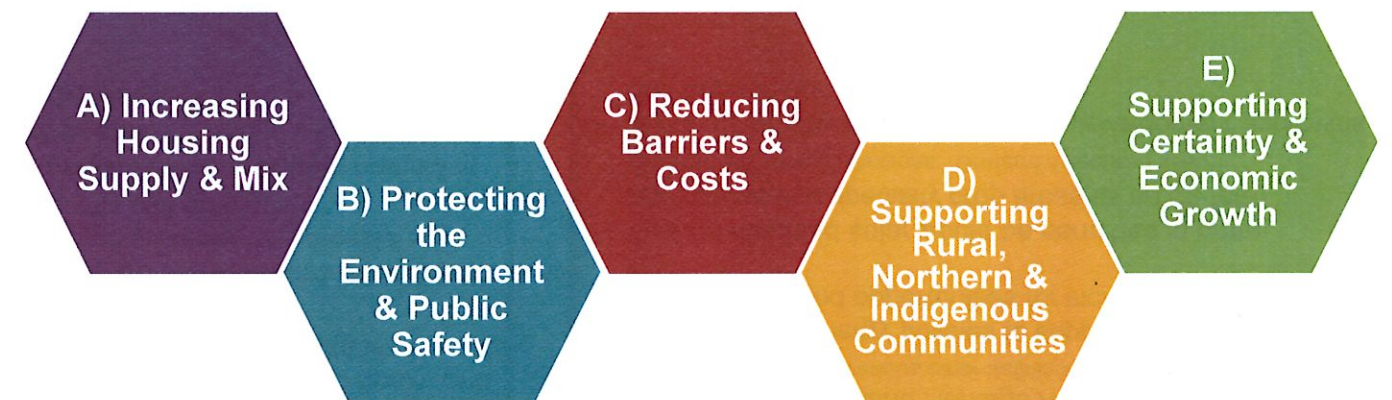 A) Increasing
Housing
Supply & Mix
B) Protecting
the
Environment
& Public
Safety
C) Reducing
Barriers &
Costs
D)
Supporting
Rural,
Northern &
Indigenous
Communities
E)
Supporting
Certainty &
Economic
Growth